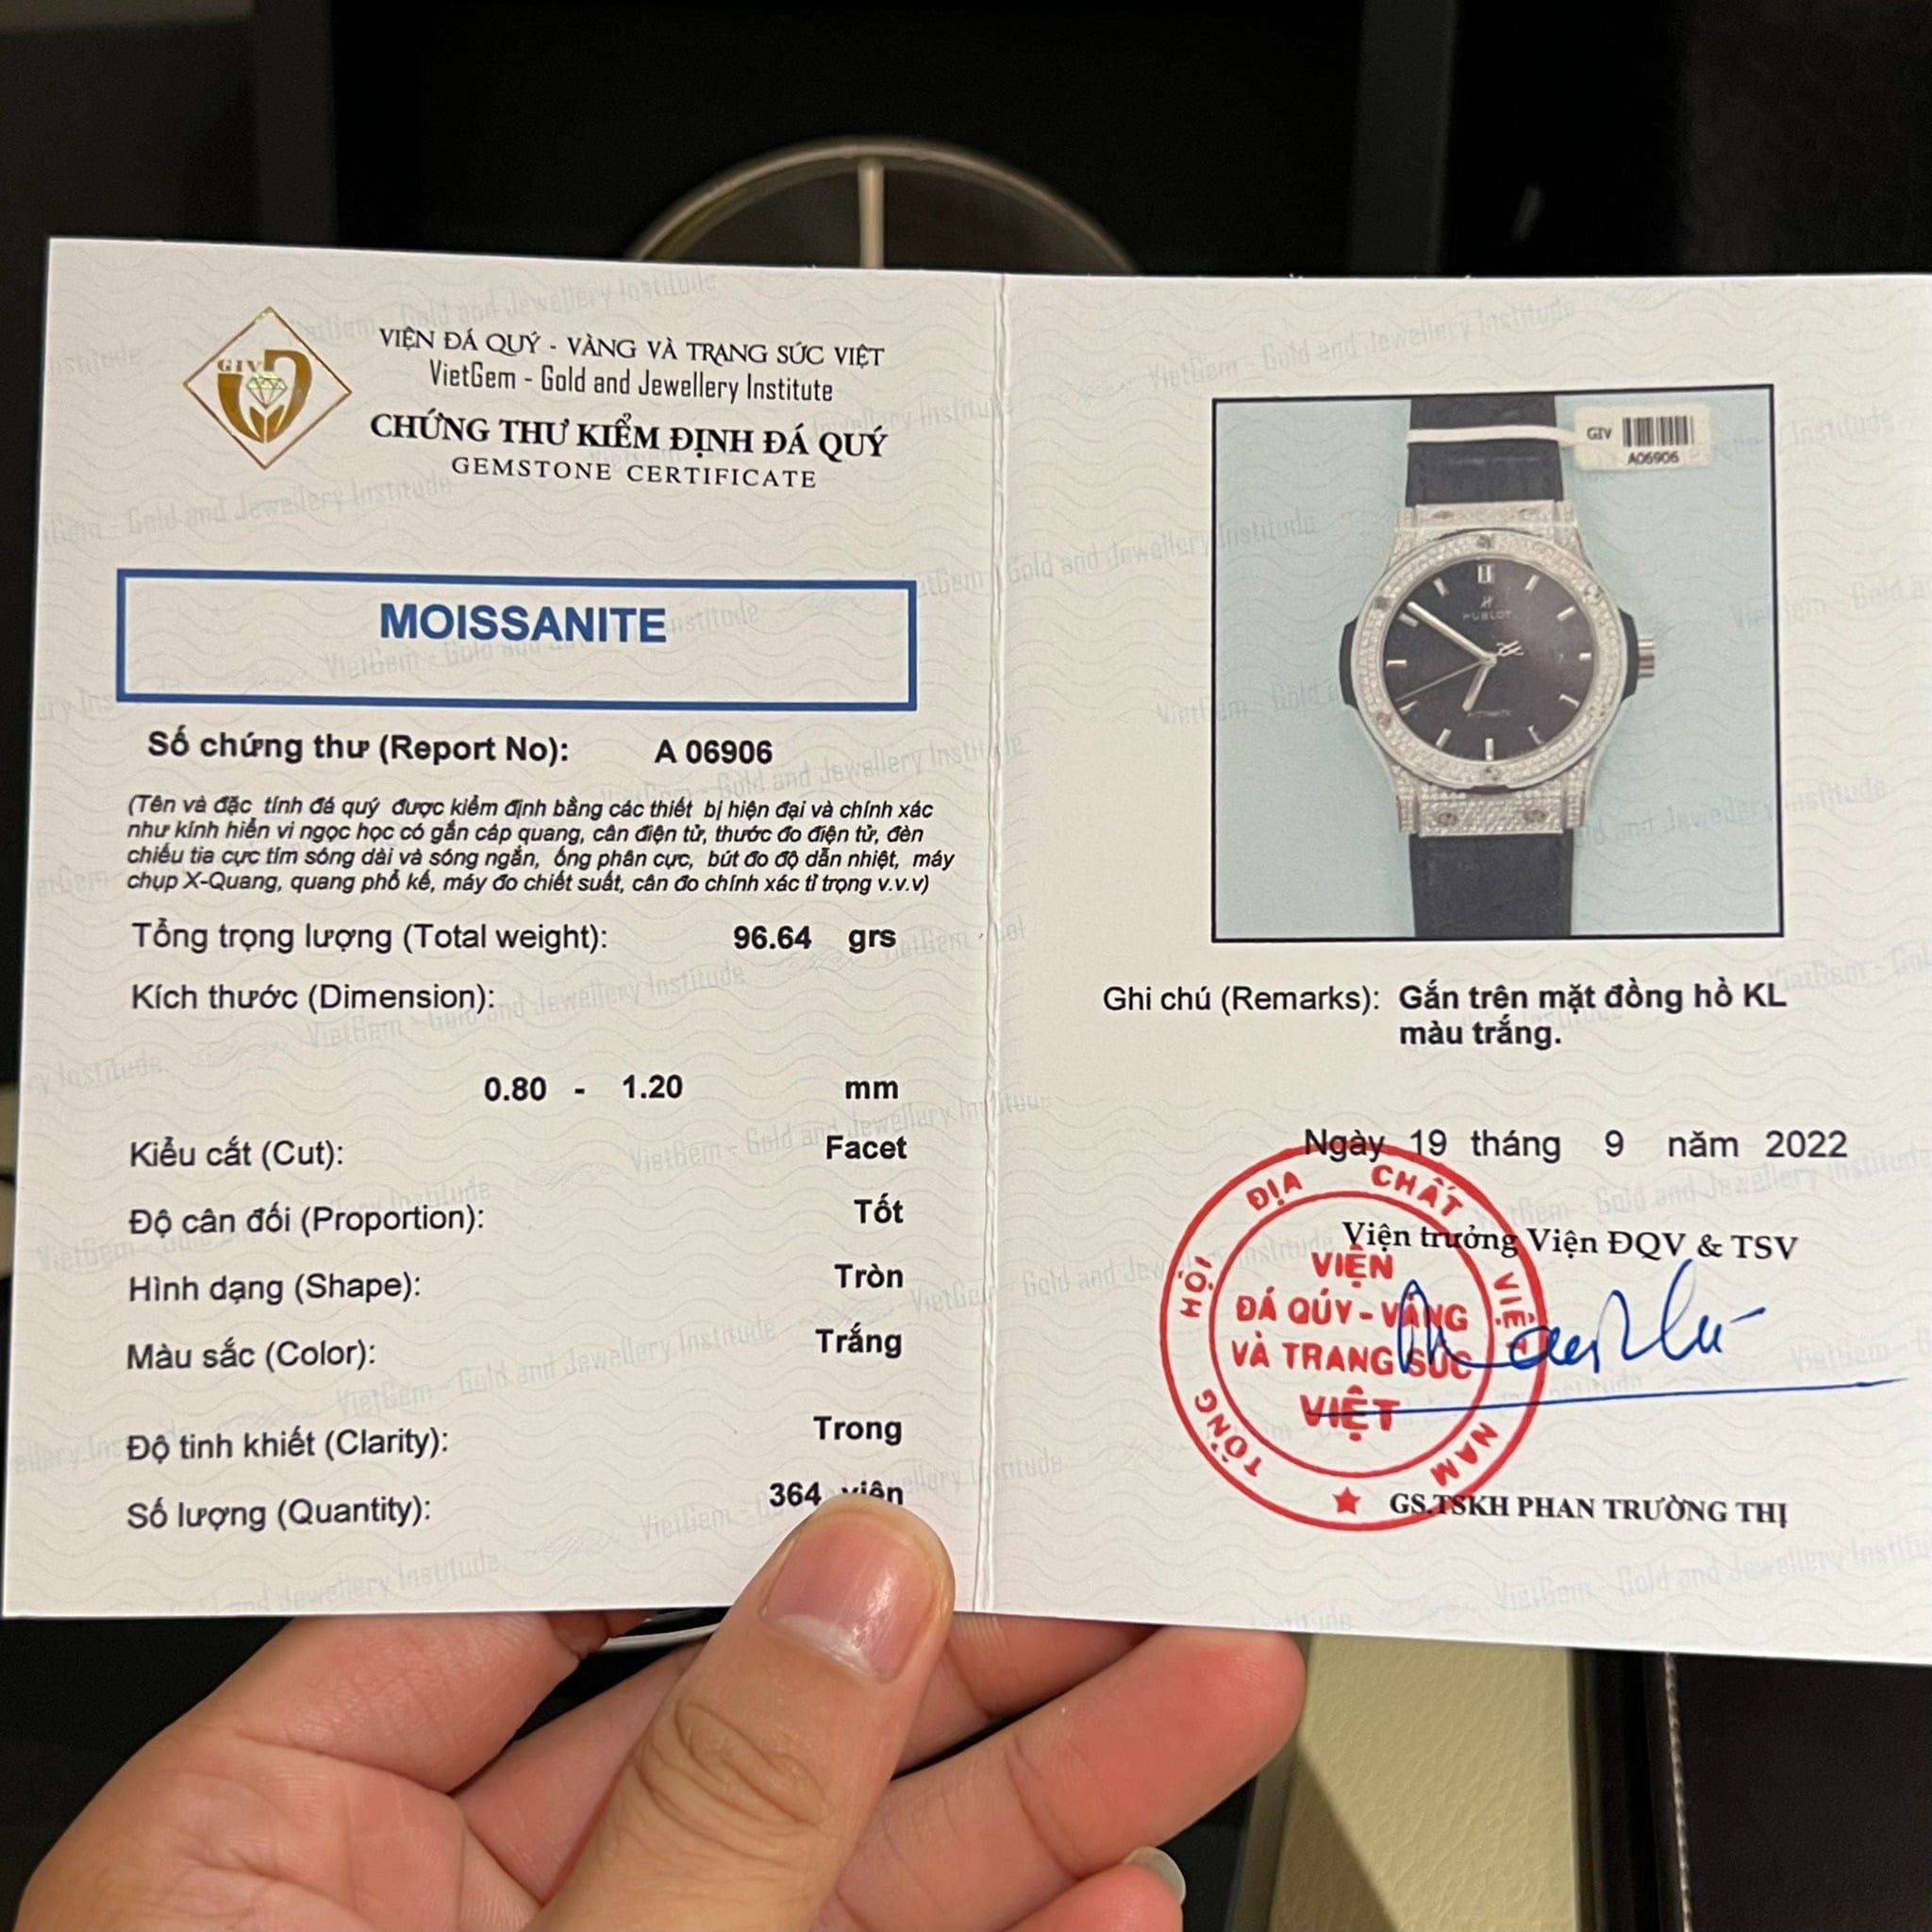 GIV
VIỆN ĐÁ QUÝ - VÀNG VÀ TRANG SỨC VIỆT
VietGem - Gold and Jewellery Institute
CHỨNG THƯ KIỂM ĐỊNH ĐÁ QUÝ
GEMSTONE CERTIFICATE
MOISSANITE
Số chứng thư (Report No): A 06906
(Tên và đặc tính đá quý được kiểm định bằng các thiết bị hiện đại và chính xác
như kính hiển vi ngọc học có gắn cáp quang, cân điện tử, thước đo điện tử, đèn
chiếu tia cực tím sóng dài và sóng ngắn, ống phân cực, bút đo độ dẫn nhiệt, máy
chụp X-Quang, quang phổ kế, máy đo chiết suất, cân đo chính xác tỉ trọng v.v.v)
Tổng trọng lượng (Total weight): 96.64 grs
Kích thước (Dimension):
0.80 - 1.20 mm
Kiểu cắt (Cut): Facet
Độ cân đối (Proportion): Tốt
Hình dạng (Shape): Tròn
Màu sắc (Color): Trắng
Độ tinh khiết (Clarity): Trong
Số lượng (Quantity): 364 viên
GIV
A06906
HUBLOT
Ghi chú (Remarks): Gắn trên mặt đồng hồ KL
màu trắng.
Ngày 19 tháng 9 năm 2022
Viện trưởng Viện ĐQV & TSV
TỔNG HỘI ĐỊA CHẤT VIỆT NAM
VIỆN
ĐÁ QÚY - VÀNG
VÀ TRANG SỨC
VIỆT
GS.TSKH PHAN TRƯỜNG THỊ